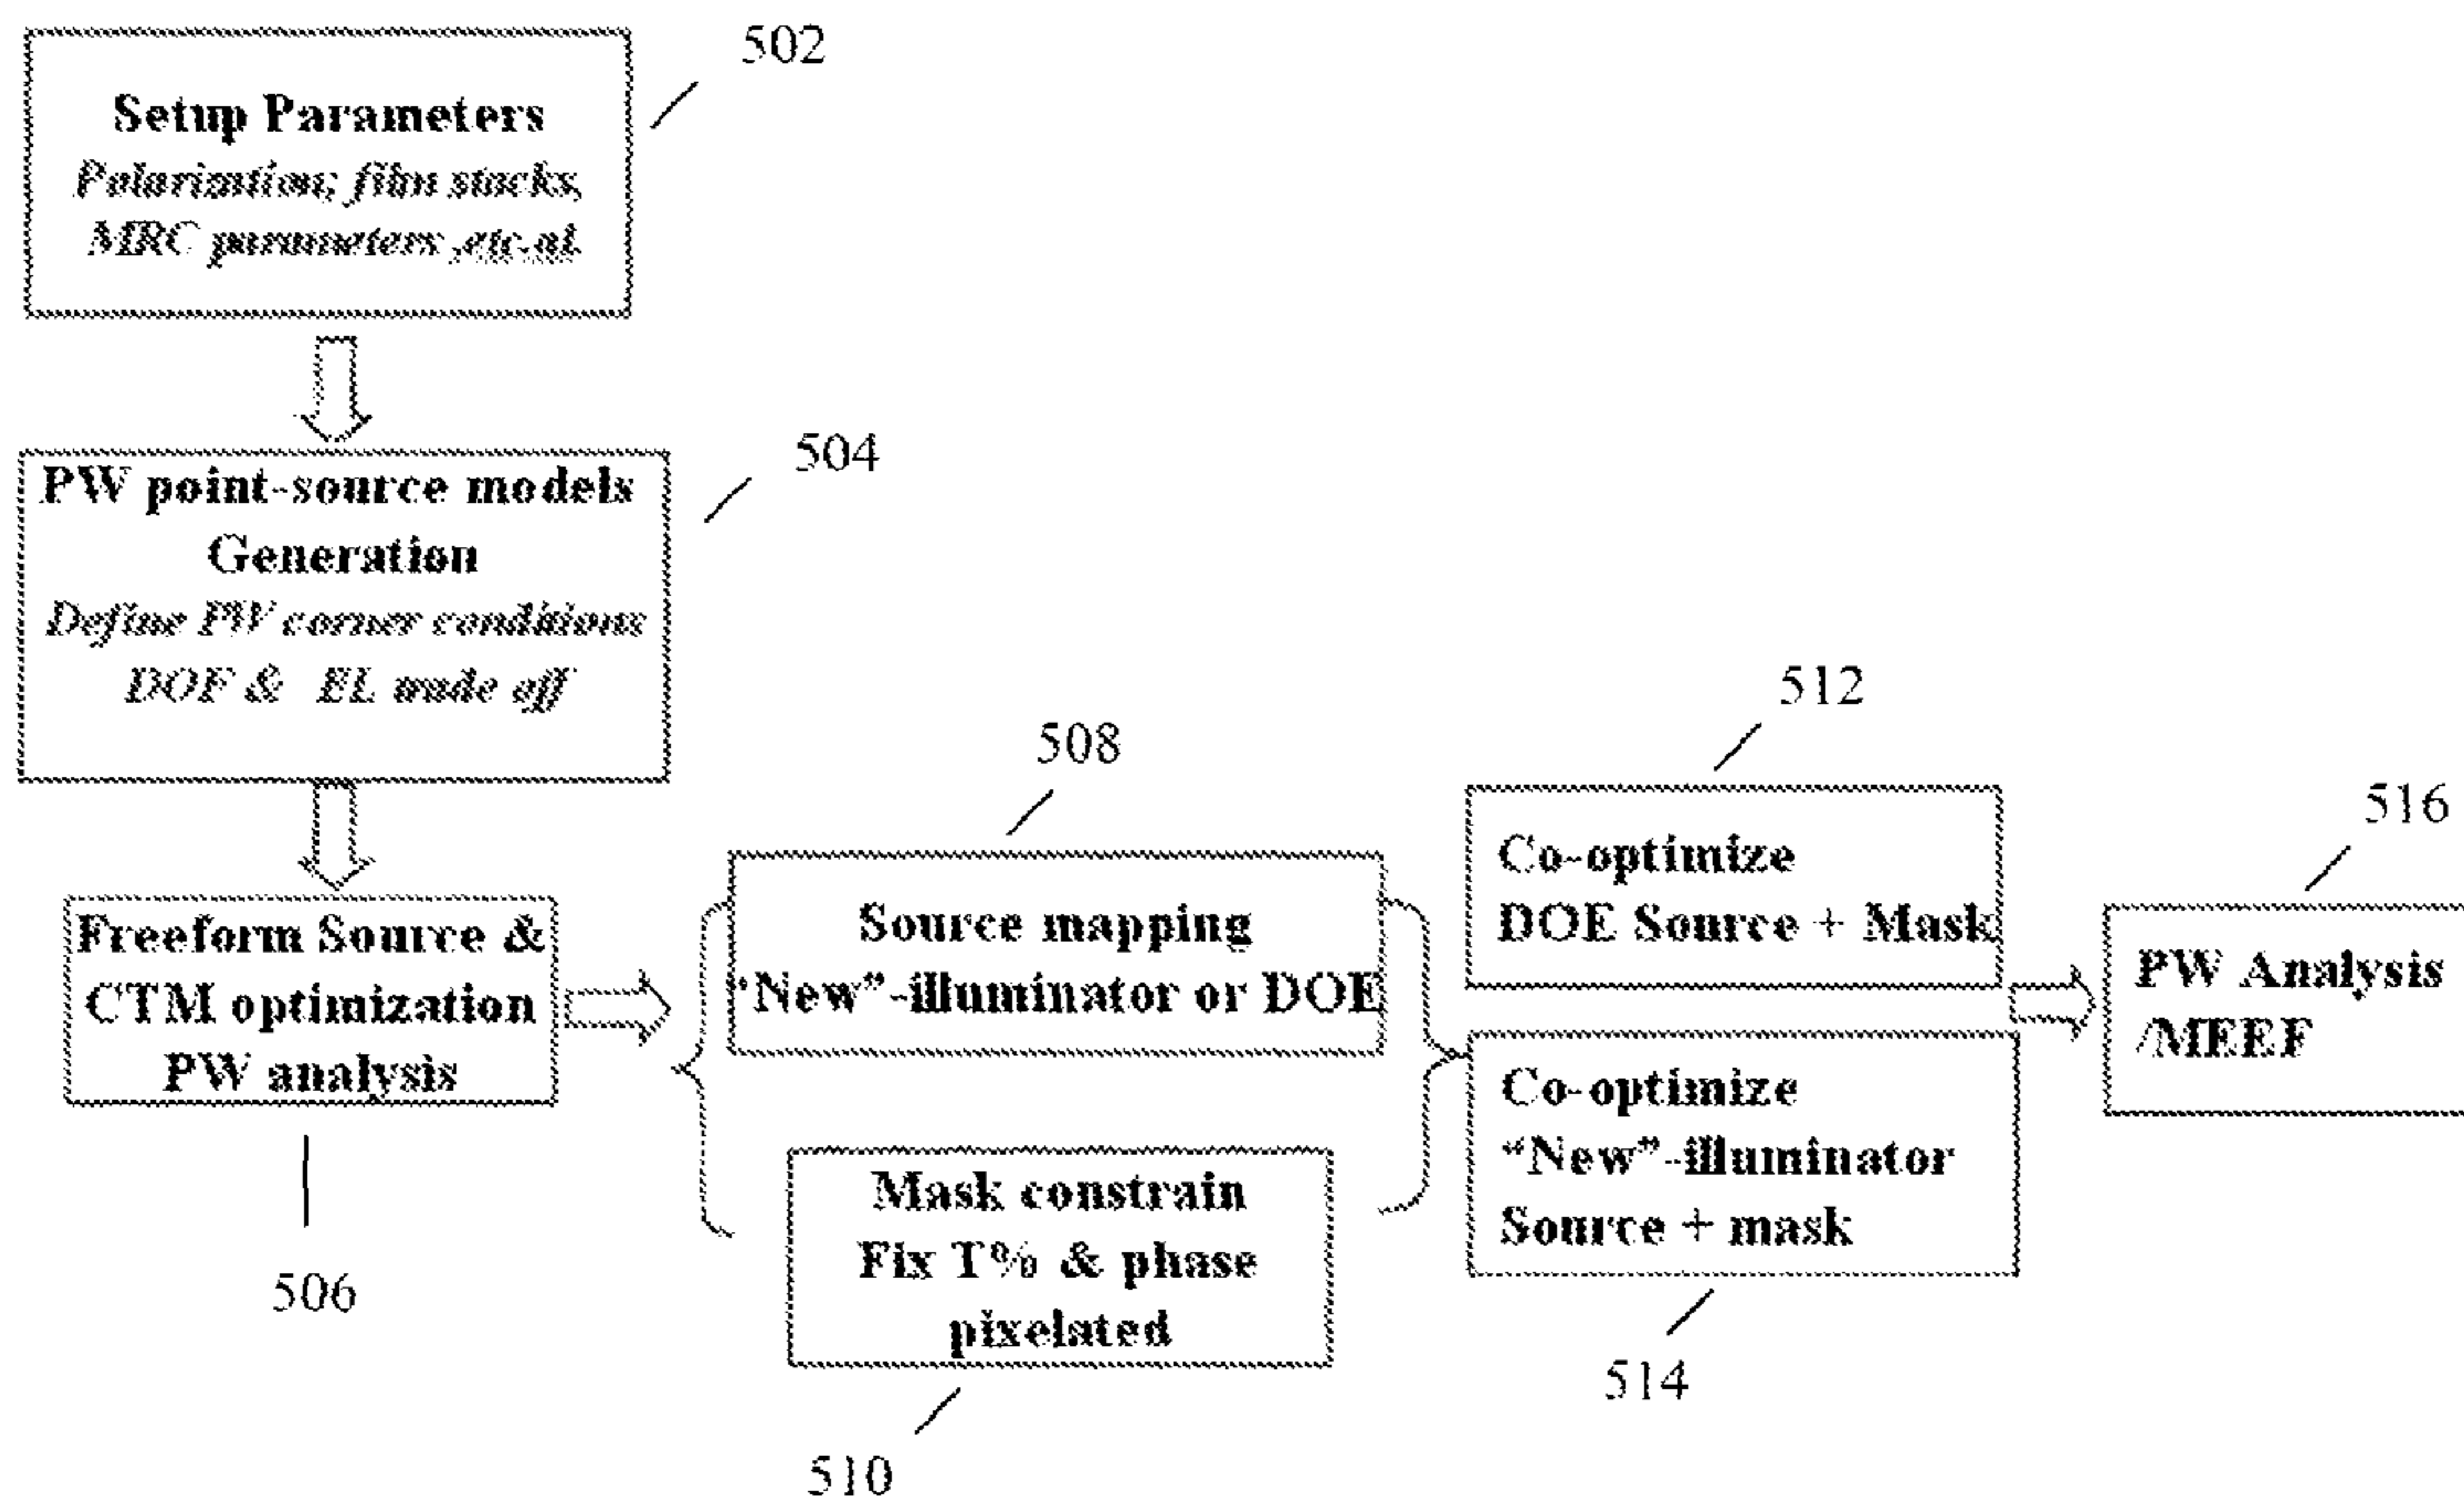 502
Setup Parameters
Polarization; film stacks,
MRC parameters ,etc.al.
504
PW point-source models
Generation
Define PW corner conditions
DOF & EL trade off
506
Freeform Source &
CTM optimization
PW analysis
508
Source mapping
“New”-illuminator or DOE
510
Mask constrain
Fix T% & phase
pixelated
512
Co-optimize
DOE Source + Mask
514
Co-optimize
“New”-illuminator
Source + mask
516
PW Analysis
/MEEF